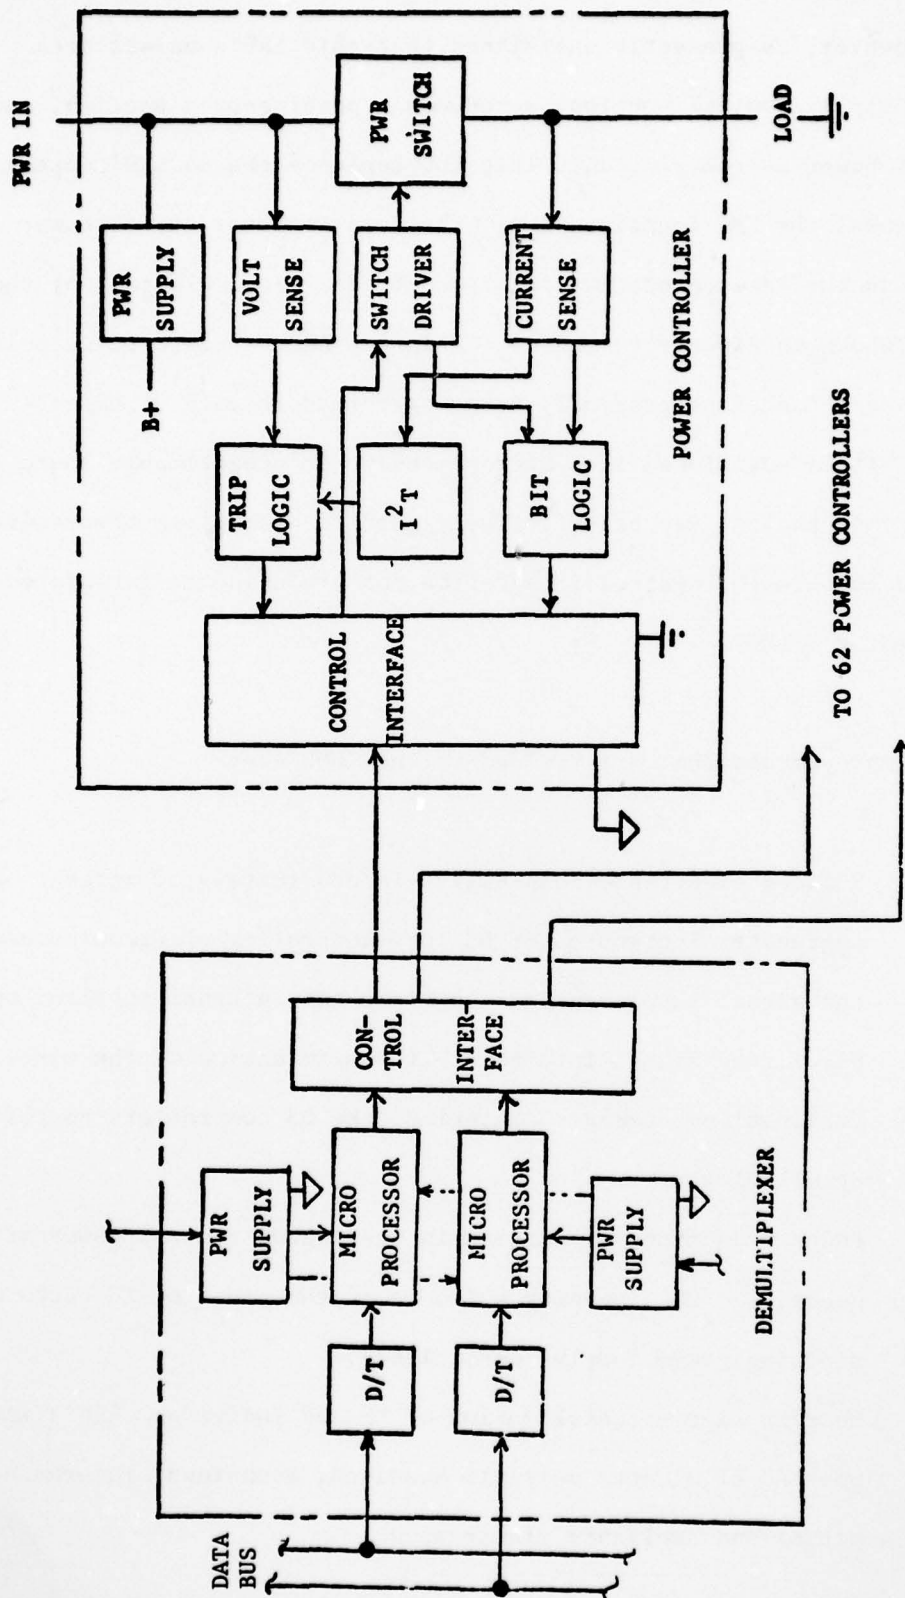 DATA
BUS
D/T
D/T
PWR
SUPPLY
MICRO
PROCESSOR
MICRO
PROCESSOR
PWR
SUPPLY
CON-
TROL
INTER-
FACE
DEMULTIPLEXER
CONTROL
INTERFACE
TRIP
LOGIC
I²T
BIT
LOGIC
B+
PWR
SUPPLY
VOLT
SENSE
SWITCH
DRIVER
CURRENT
SENSE
PWR IN
PWR
SWITCH
LOAD
POWER CONTROLLER
TO 62 POWER CONTROLLERS